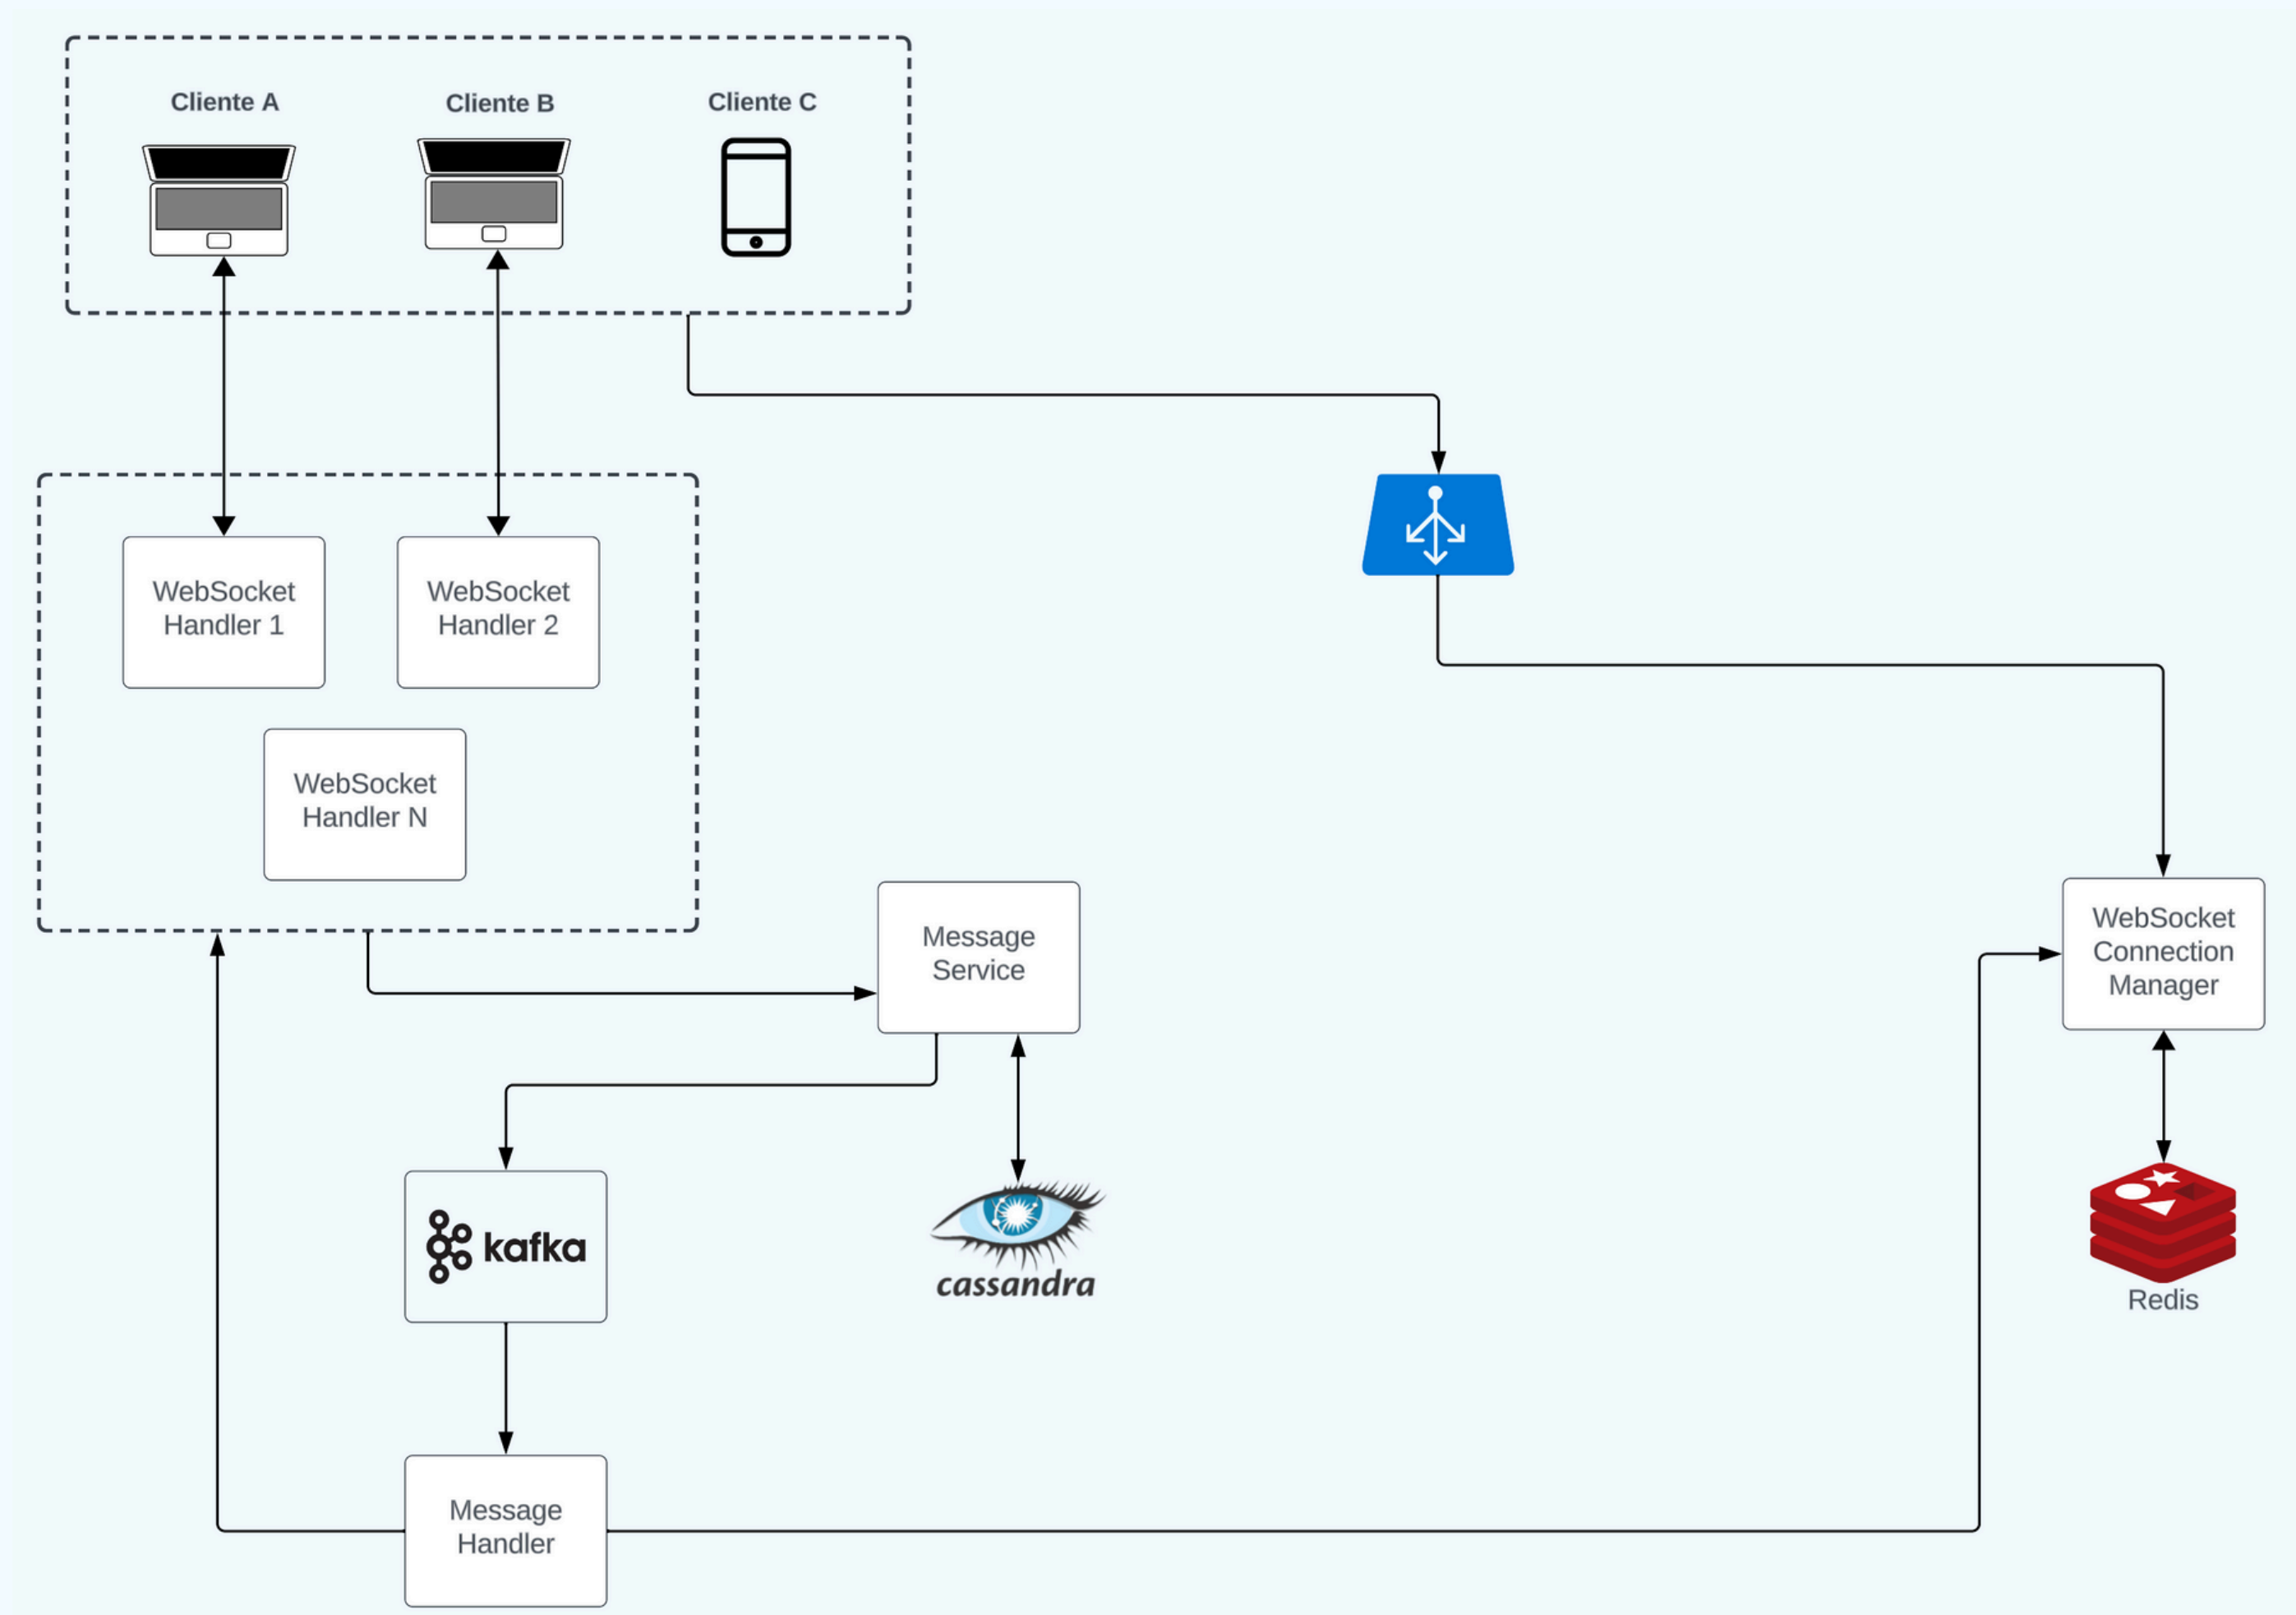 Cliente A
Cliente B
Cliente C
WebSocket
Handler 1
WebSocket
Handler 2
WebSocket
Handler N
Message
Service
WebSocket
Connection
Manager
kafka
cassandra
Redis
Message
Handler